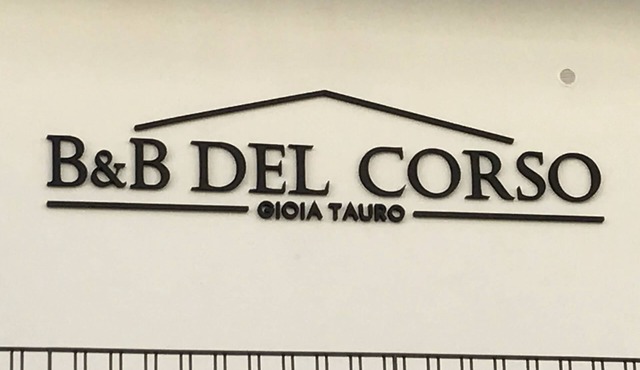 B&B DEL CORSO
GIOIA TAURO